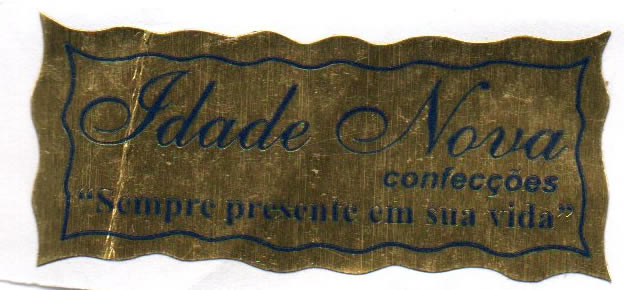 Idade Nova
confecções
"Sempre presente em sua vida"